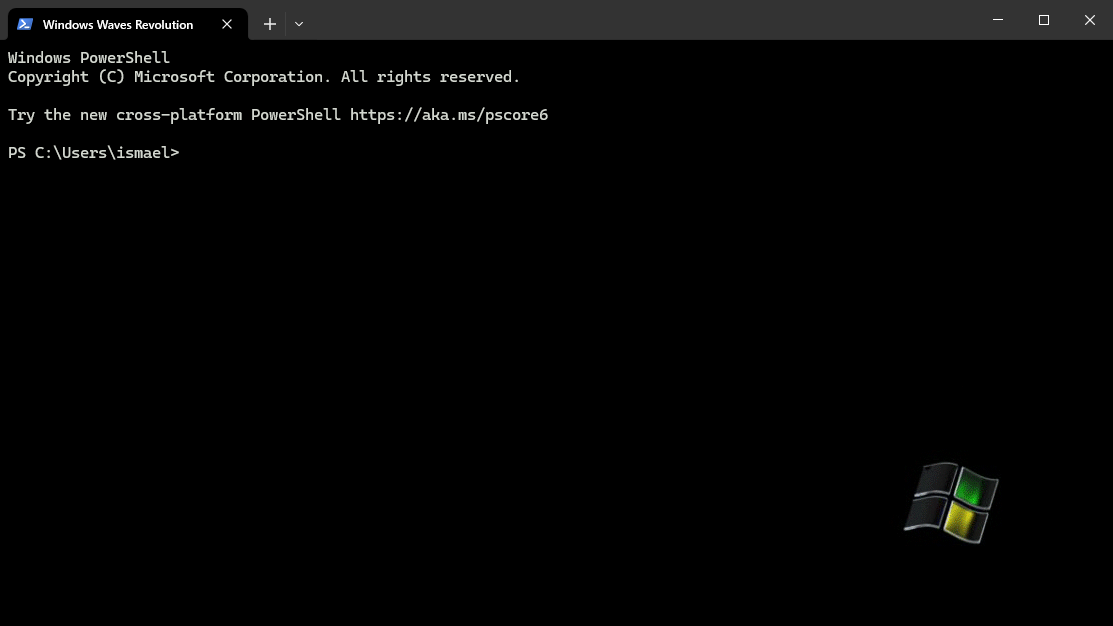 Windows Waves Revolution
Windows PowerShell
Copyright (C) Microsoft Corporation. All rights reserved.
Try the new cross-platform PowerShell https://aka.ms/pscore6
PS C:\Users\ismael>